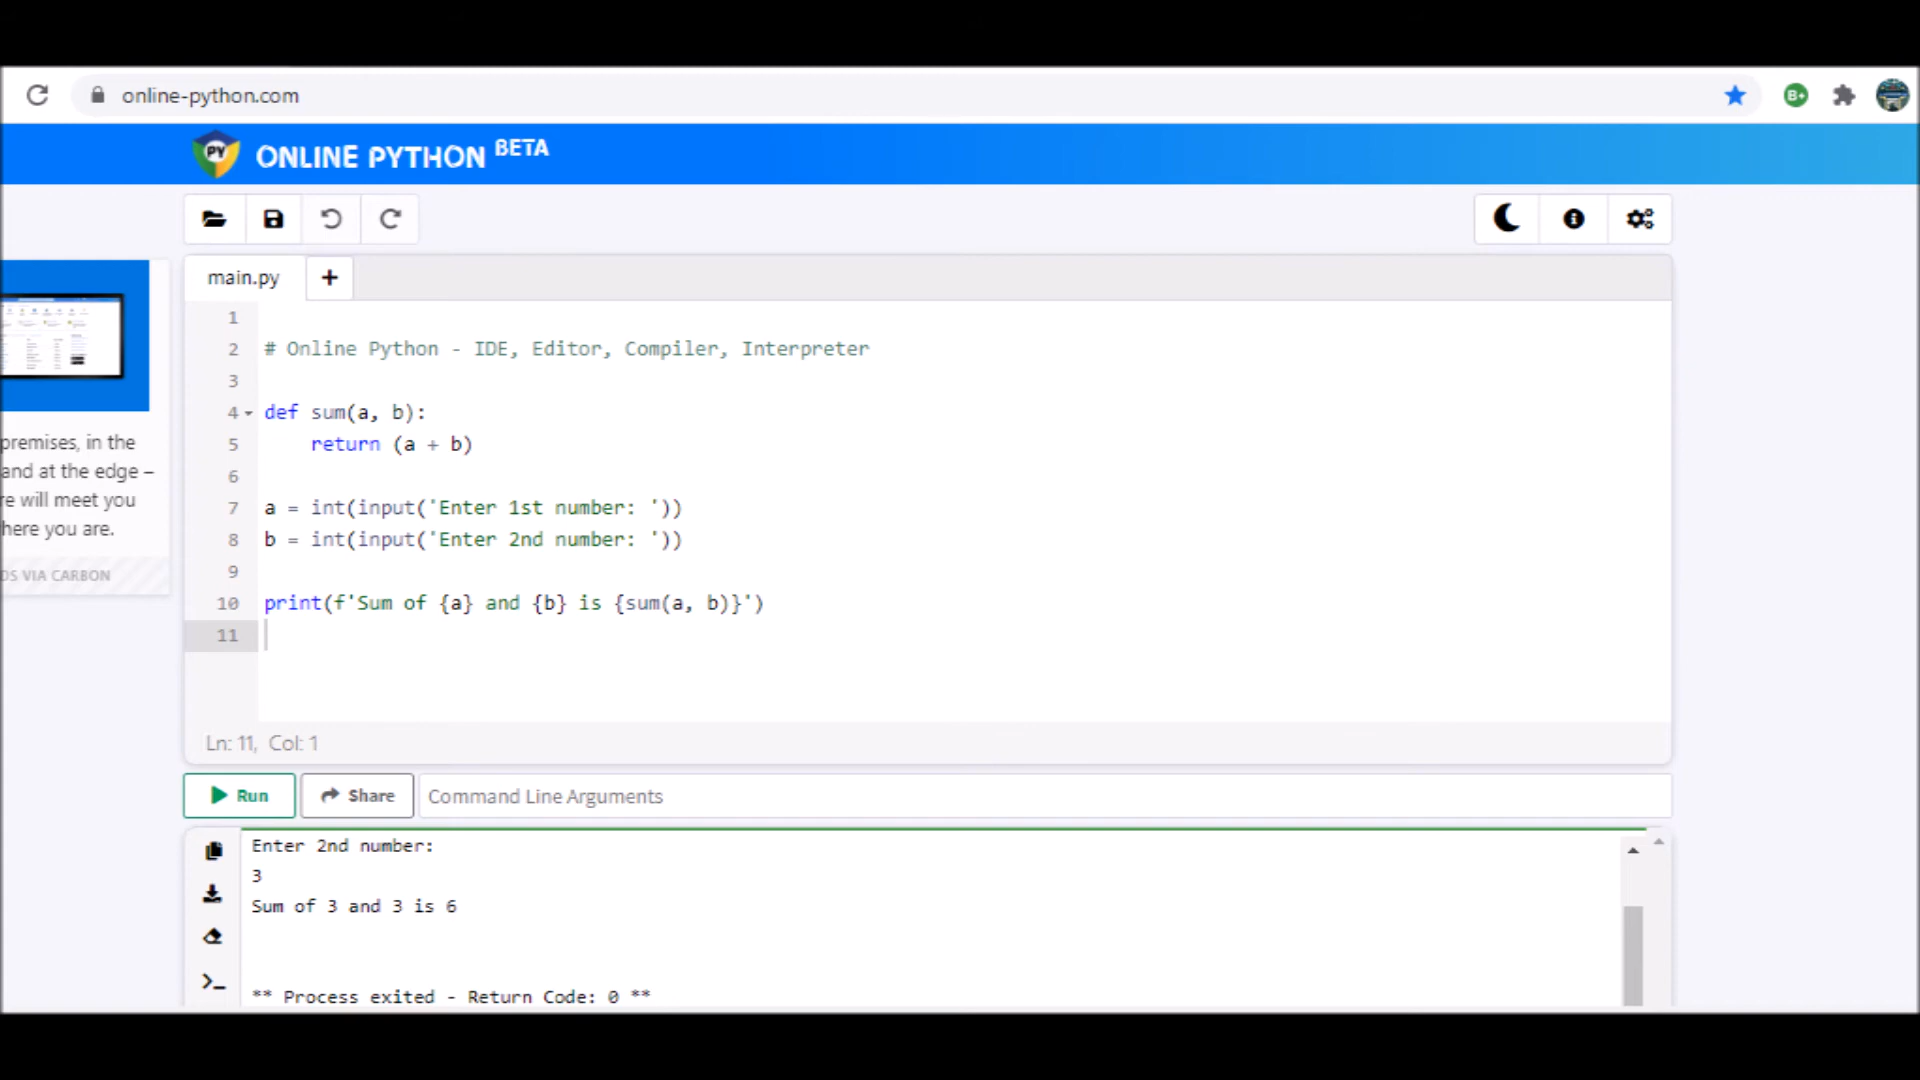 online-python.com
B+
PY
ONLINE PYTHON BETA
main.py +
1
2 # Online Python - IDE, Editor, Compiler, Interpreter
3
4 def sum(a, b):
5 return (a + b)
6
7 a = int(input('Enter 1st number: '))
8 b = int(input('Enter 2nd number: '))
9
10 print(f'Sum of {a} and {b} is {sum(a, b)}')
11
premises, in the
and at the edge –
re will meet you
here you are.
DS VIA CARBON
Ln: 11, Col: 1
Run Share Command Line Arguments
Enter 2nd number:
3
Sum of 3 and 3 is 6
** Process exited - Return Code: 0 **